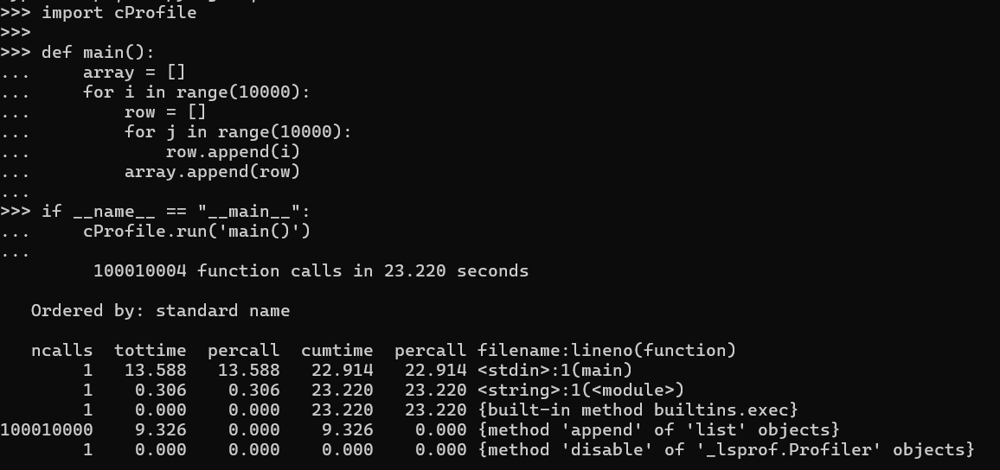 >>> import cProfile
>>>
>>> def main():
...     array = []
...     for i in range(10000):
...         row = []
...         for j in range(10000):
...             row.append(i)
...         array.append(row)
...
>>> if __name__ == "__main__":
...     cProfile.run('main()')
...
         100010004 function calls in 23.220 seconds

   Ordered by: standard name

   ncalls  tottime  percall  cumtime  percall filename:lineno(function)
        1   13.588   13.588   22.914   22.914 <stdin>:1(main)
        1    0.306    0.306   23.220   23.220 <string>:1(<module>)
        1    0.000    0.000   23.220   23.220 {built-in method builtins.exec}
100010000    9.326    0.000    9.326    0.000 {method 'append' of 'list' objects}
        1    0.000    0.000    0.000    0.000 {method 'disable' of '_lsprof.Profiler' objects}